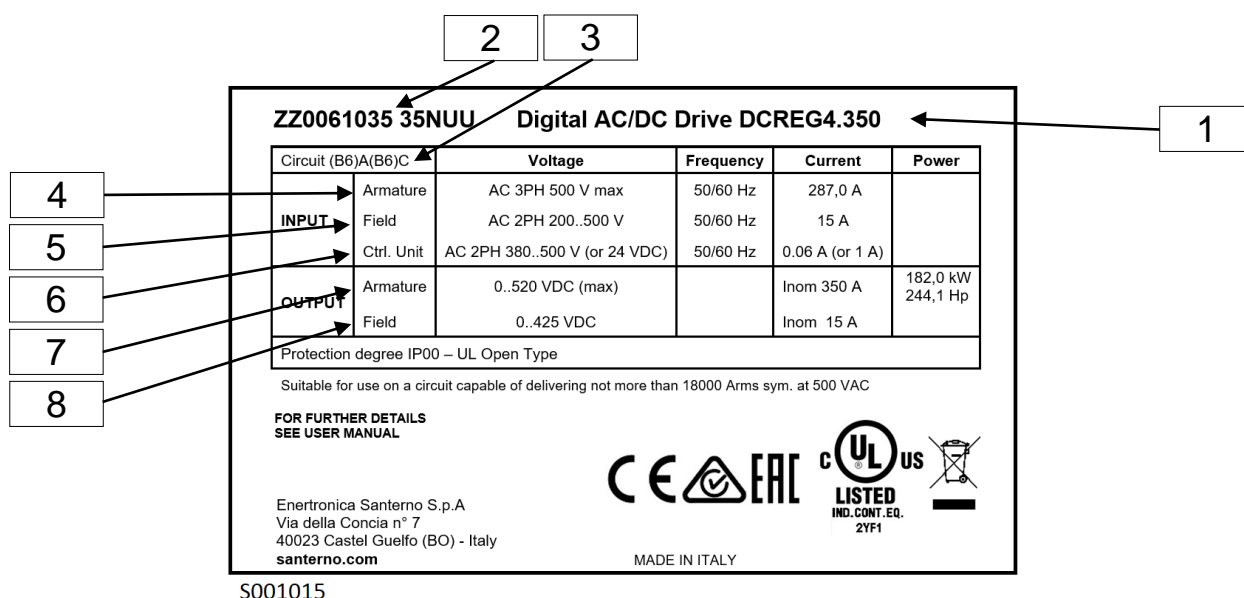 2 3
ZZ0061035 35NUU Digital AC/DC Drive DCREG4.350
1
Circuit (B6)A(B6)C Voltage Frequency Current Power
4
INPUT Armature AC 3PH 500 V max 50/60 Hz 287,0 A
5
Field AC 2PH 200..500 V 50/60 Hz 15 A
6
Ctrl. Unit AC 2PH 380..500 V (or 24 VDC) 50/60 Hz 0.06 A (or 1 A)
7
OUTPUT Armature 0..520 VDC (max) Inom 350 A 182,0 kW
244,1 Hp
8
Field 0..425 VDC Inom 15 A
Protection degree IP00 – UL Open Type
Suitable for use on a circuit capable of delivering not more than 18000 Arms sym. at 500 VAC
FOR FURTHER DETAILS
SEE USER MANUAL
CE EAC C UL ® US
LISTED
IND.CONT.EQ.
2YF1
Enertronica Santerno S.p.A
Via della Concia n° 7
40023 Castel Guelfo (BO) - Italy
santerno.com MADE IN ITALY
S001015